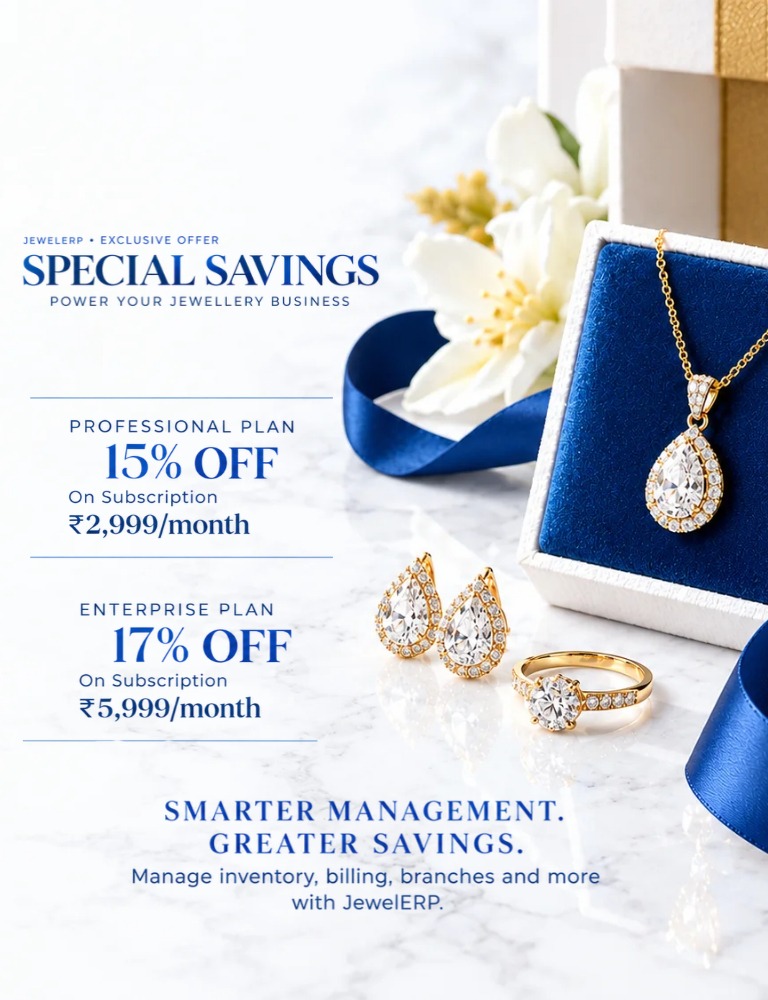 JEWELERP • EXCLUSIVE OFFER
SPECIAL SAVINGS
POWER YOUR JEWELLERY BUSINESS
PROFESSIONAL PLAN
15% OFF
On Subscription
₹2,999/month
ENTERPRISE PLAN
17% OFF
On Subscription
₹5,999/month
SMARTER MANAGEMENT.
GREATER SAVINGS.
Manage inventory, billing, branches and more
with JewelERP.